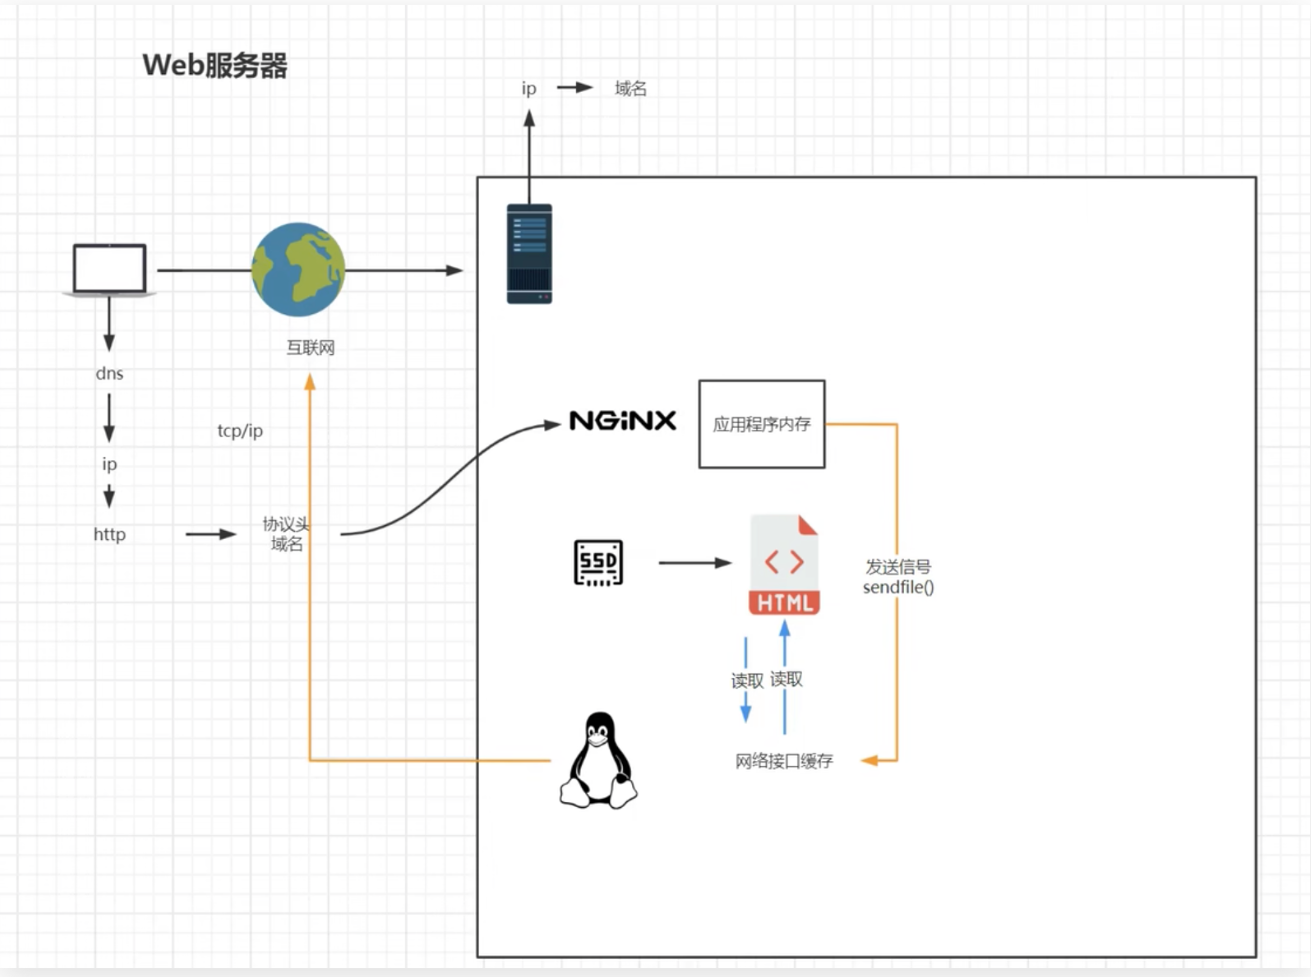 Web服务器
ip
域名
互联网
dns
tcp/ip
ip
http
协议头
域名
NGiNX
应用程序内存
SSD
HTML
发送信号
sendfile()
读取
读取
网络接口缓存